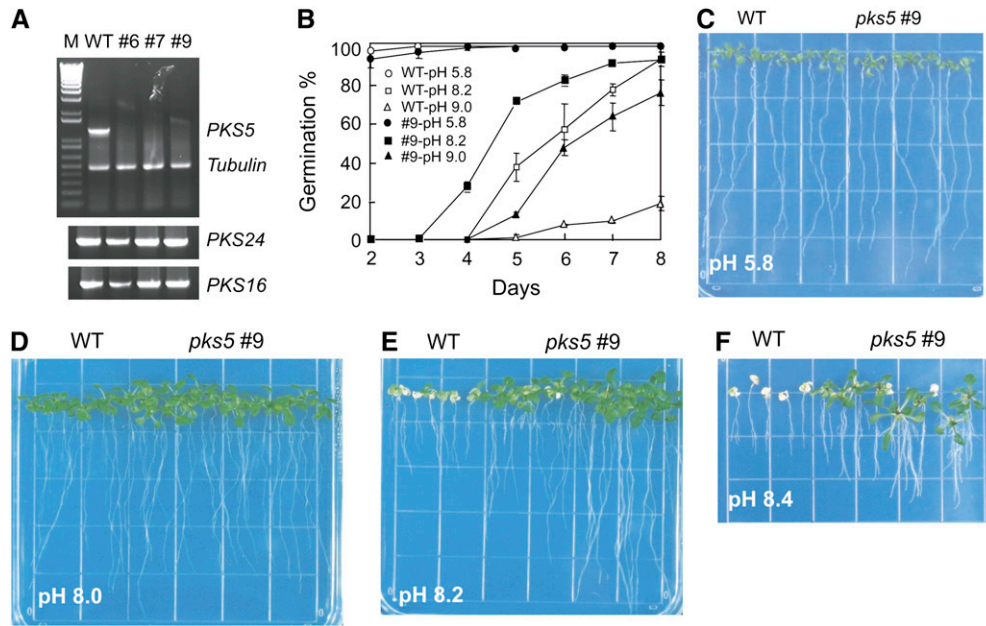 A
M WT #6 #7 #9
PKS5
Tubulin
PKS24
PKS16
B
Germination %
100
80
60
40
20
0
WT-pH 5.8
WT-pH 8.2
WT-pH 9.0
#9-pH 5.8
#9-pH 8.2
#9-pH 9.0
2 3 4 5 6 7 8
Days
C
WT pks5 #9
pH 5.8
D
WT pks5 #9
pH 8.0
E
WT pks5 #9
pH 8.2
F
WT pks5 #9
pH 8.4